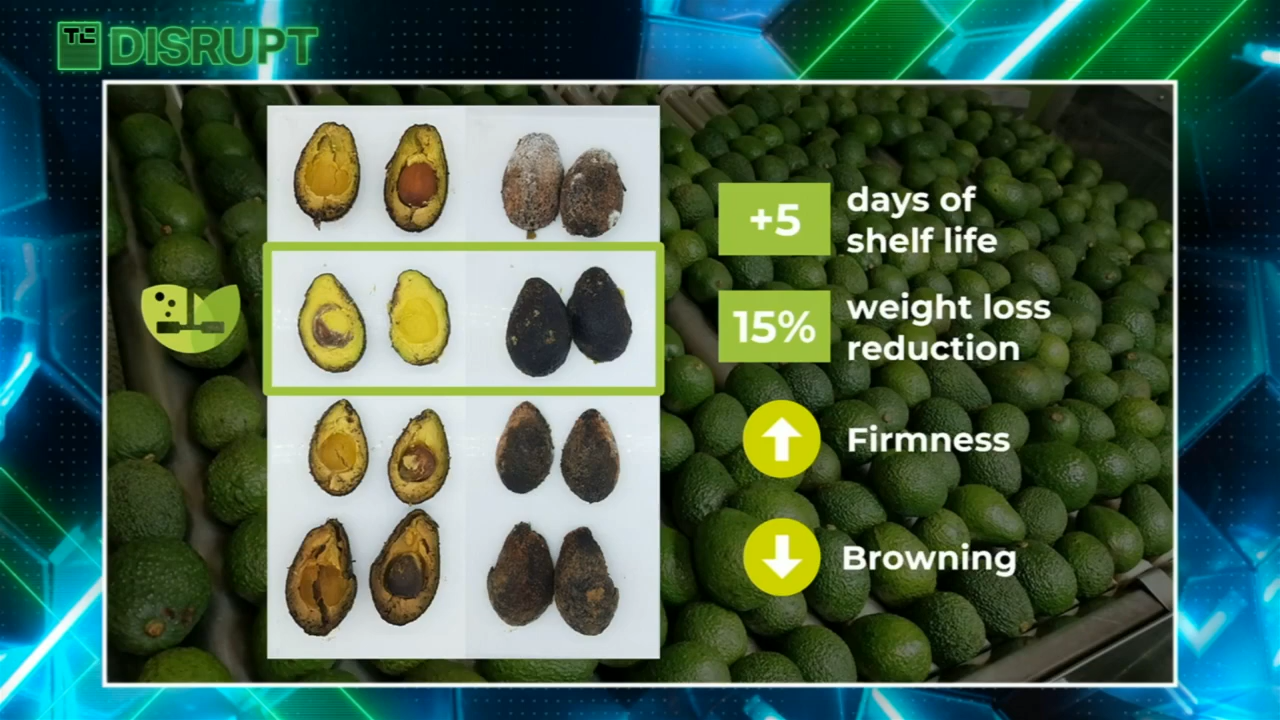 TC DISRUPT
+5
days of
shelf life
15%
weight loss
reduction
Firmness
Browning